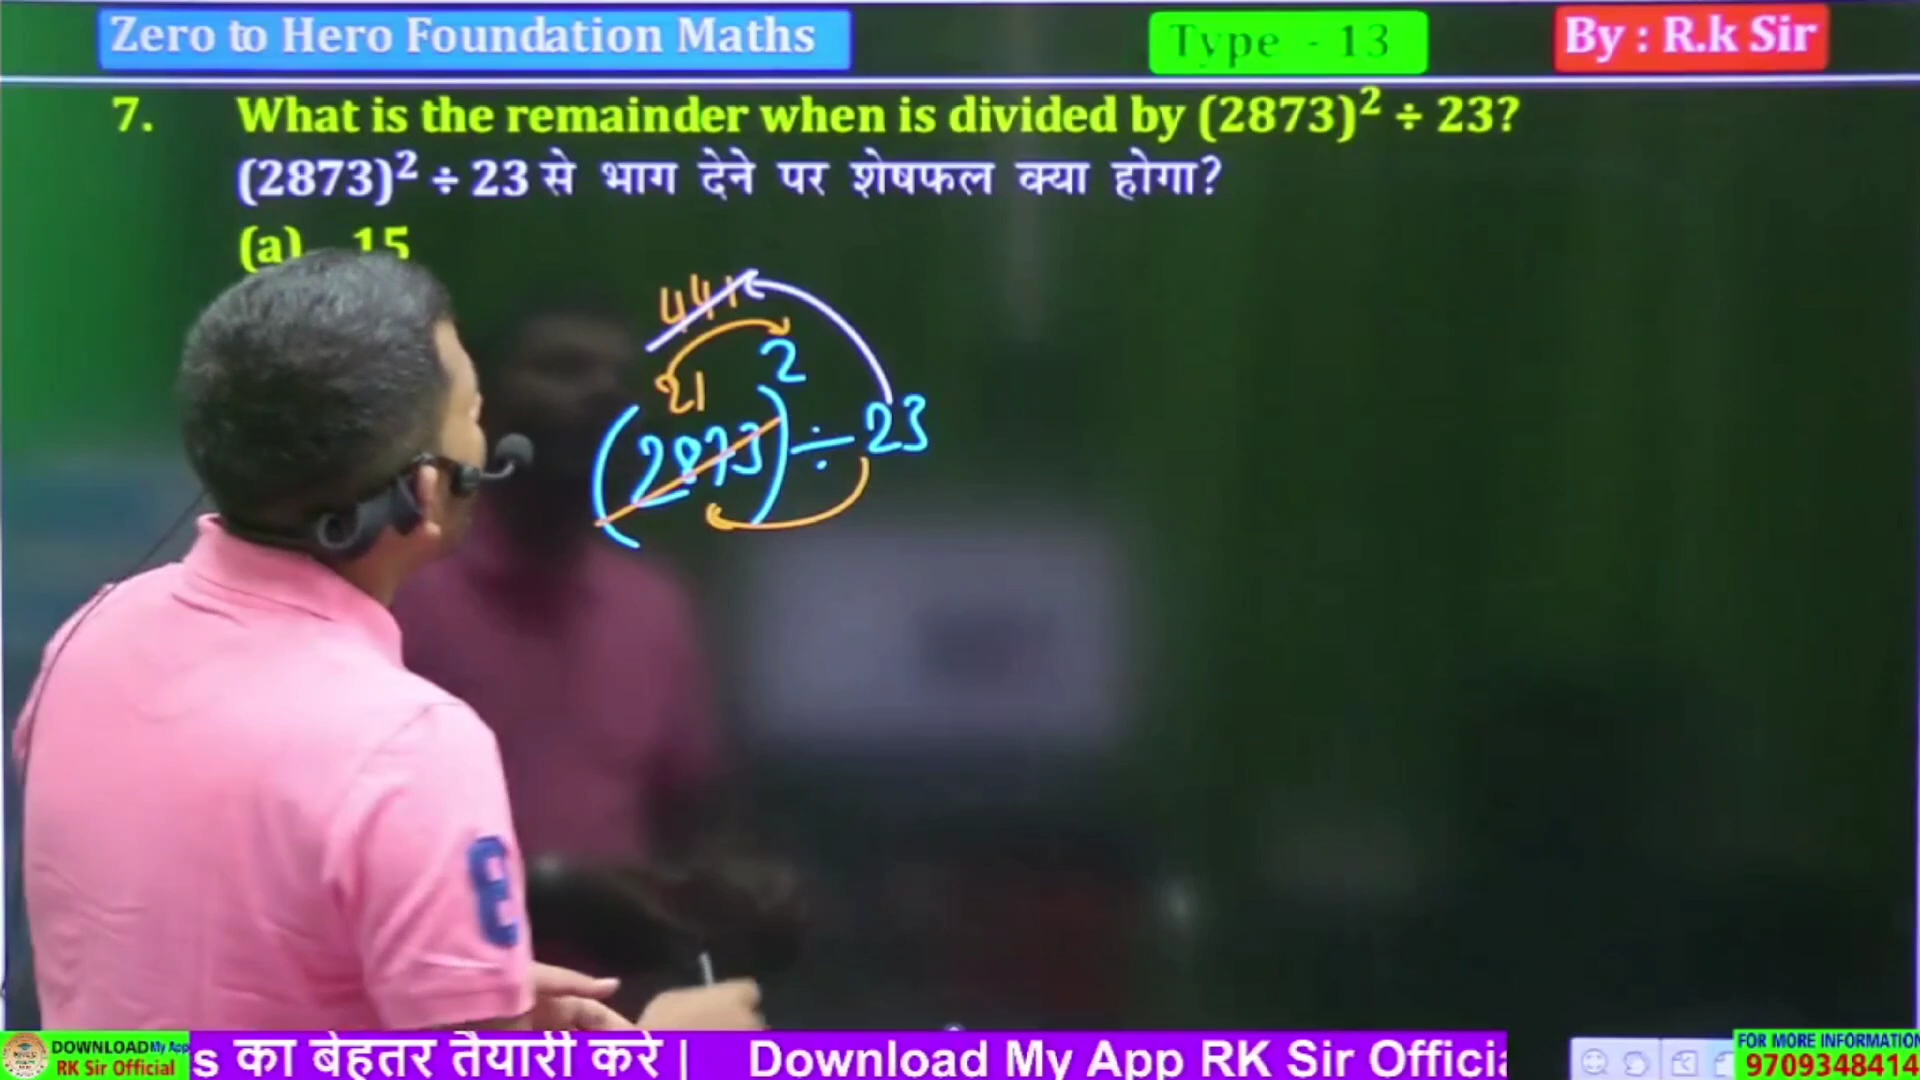 Zero to Hero Foundation Maths
Type - 13
By : R.k Sir
7. What is the remainder when is divided by (2873)² ÷ 23?
(2873)² ÷ 23 से भाग देने पर शेषफल क्या होगा?
(a) 15
441
21
(2873)² ÷ 23
DOWNLOAD My App
RK Sir Official
s का बेहतर तैयारी करे | Download My App RK Sir Officia
FOR MORE INFORMATION
9709348414